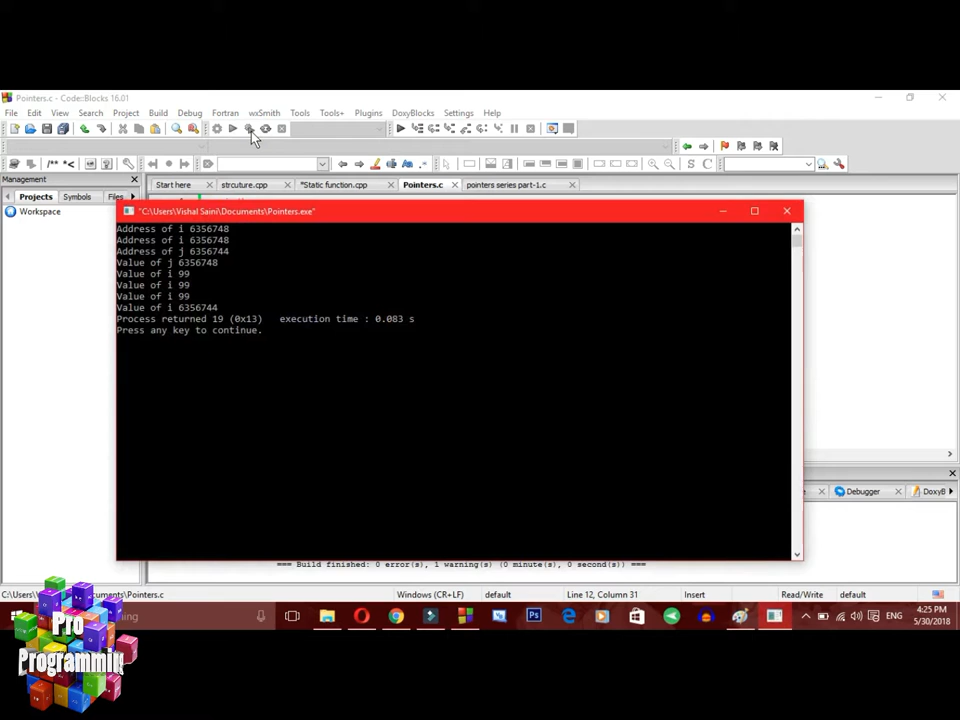 Pointers.c - Code::Blocks 16.01
File Edit View Search Project Build Debug Fortran wxSmith Tools Tools+ Plugins DoxyBlocks Settings Help
/** *<
S C
Management
Projects Symbols Files
Workspace
Start here strcuture.cpp *Static function.cpp Pointers.c pointers series part-1.c
"C:\Users\Vishal Saini\Documents\Pointers.exe"
Address of i 6356748
Address of i 6356748
Address of j 6356744
Value of j 6356748
Value of i 99
Value of i 99
Value of i 99
Value of i 6356744
Process returned 19 (0x13) execution time : 0.083 s
Press any key to continue.
Debugger DoxyB
=== Build finished: 0 error(s), 1 warning(s) (0 minute(s), 0 second(s)) ===
Documents\Pointers.c Windows (CR+LF) default Line 12, Column 31 Insert Read/Write default
ENG
4:25 PM
5/30/2018
Pro
Programming